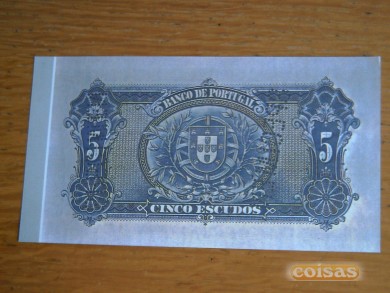 BANCO DE PORTUGAL
5 5
CINCO ESCUDOS
coisas